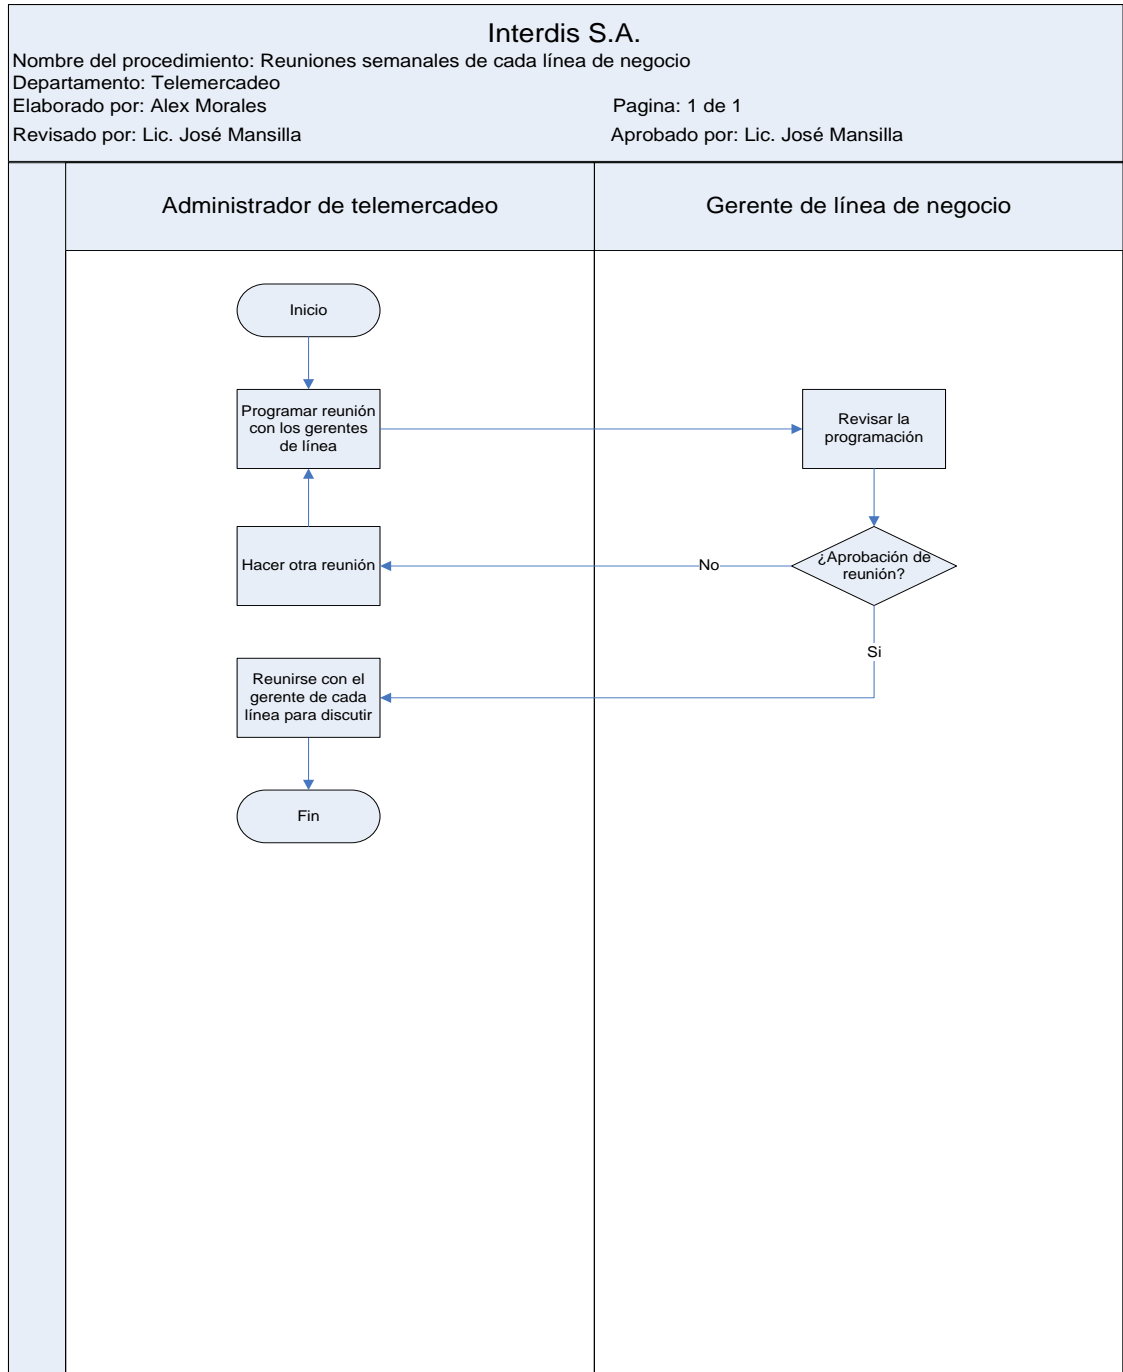 Interdis S.A.
Nombre del procedimiento: Reuniones semanales de cada línea de negocio
Departamento: Telemercadeo
Elaborado por: Alex Morales
Pagina: 1 de 1
Revisado por: Lic. José Mansilla
Aprobado por: Lic. José Mansilla
Administrador de telemercadeo
Gerente de línea de negocio
Inicio
Programar reunión
con los gerentes
de línea
Revisar la
programación
Hacer otra reunión
No
¿Aprobación de
reunión?
Si
Reunirse con el
gerente de cada
línea para discutir
Fin